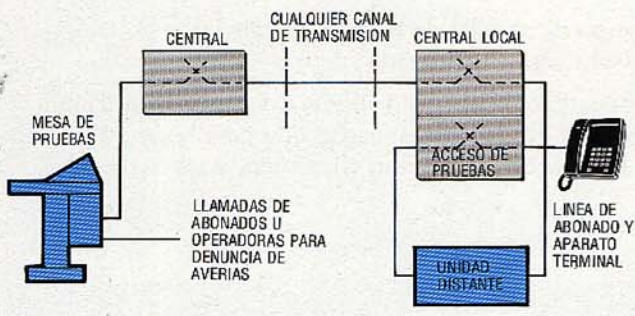 CUALQUIER CANAL
DE TRANSMISION
CENTRAL
CENTRAL LOCAL
MESA DE
PRUEBAS
ACCESO DE
PRUEBAS
LLAMADAS DE
ABONADOS U
OPERADORAS PARA
DENUNCIA DE
AVERIAS
LINEA DE
ABONADO Y
APARATO
TERMINAL
UNIDAD
DISTANTE